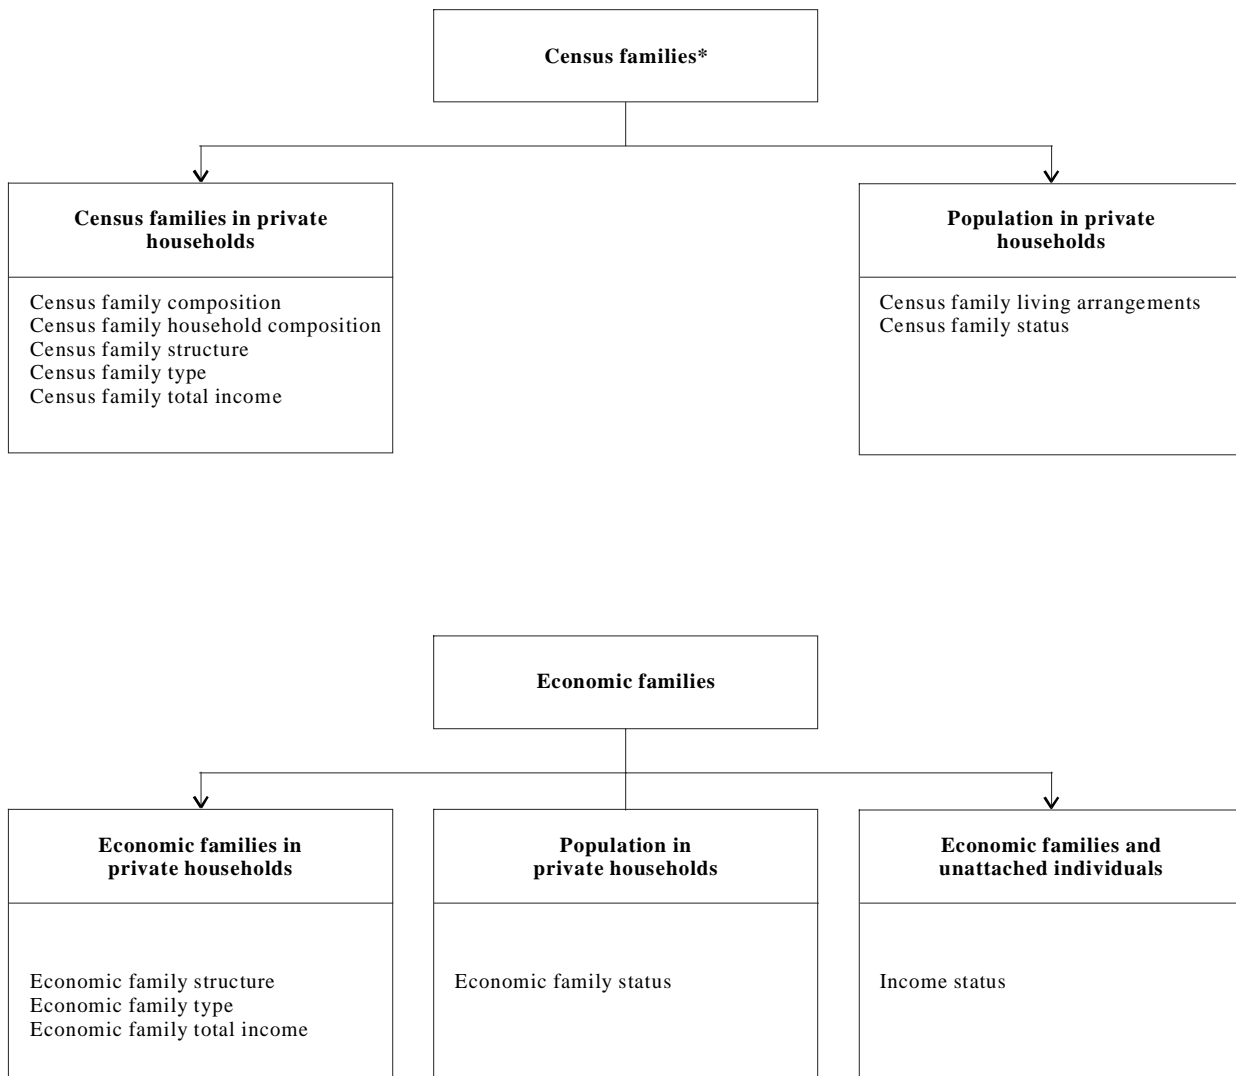 Census families*
Census families in private
households
Census family composition
Census family household composition
Census family structure
Census family type
Census family total income
Population in private
households
Census family living arrangements
Census family status
Economic families
Economic families in
private households
Economic family structure
Economic family type
Economic family total income
Population in
private households
Economic family status
Economic families and
unattached individuals
Income status